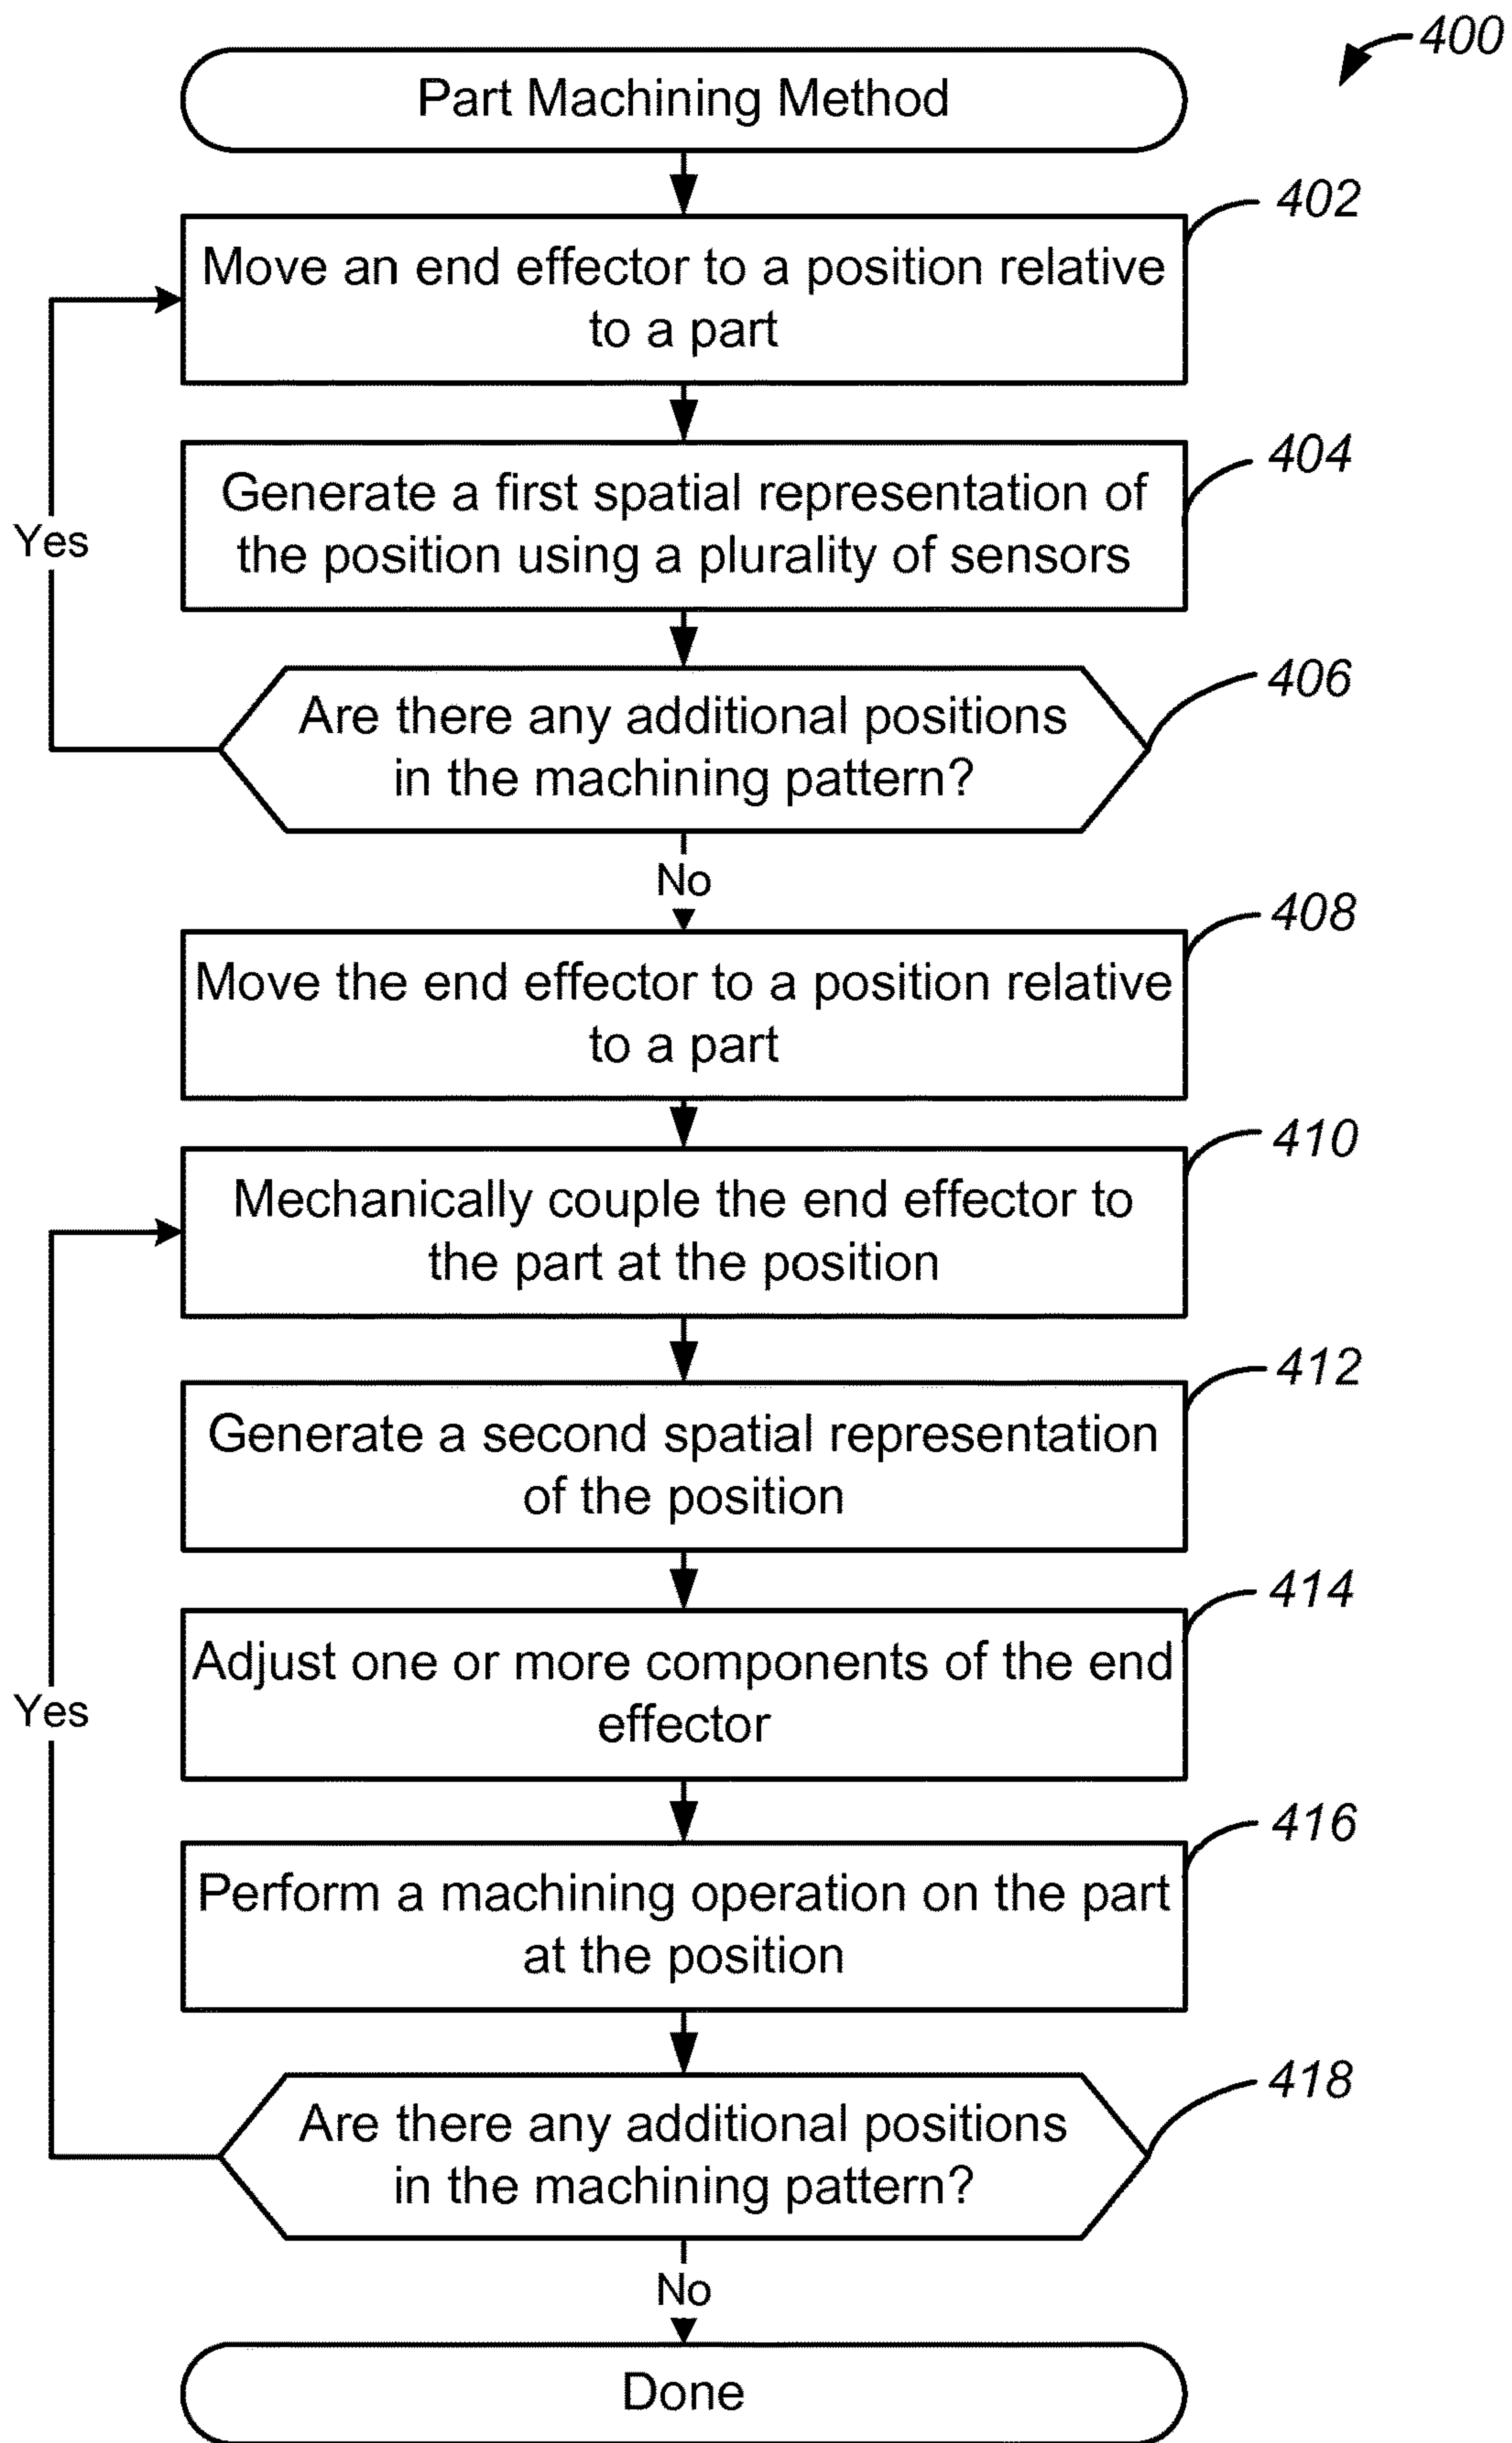 400
Part Machining Method
402
Move an end effector to a position relative
to a part
404
Generate a first spatial representation of
the position using a plurality of sensors
Yes
406
Are there any additional positions
in the machining pattern?
No
408
Move the end effector to a position relative
to a part
410
Mechanically couple the end effector to
the part at the position
412
Generate a second spatial representation
of the position
414
Adjust one or more components of the end
effector
Yes
416
Perform a machining operation on the part
at the position
418
Are there any additional positions
in the machining pattern?
No
Done